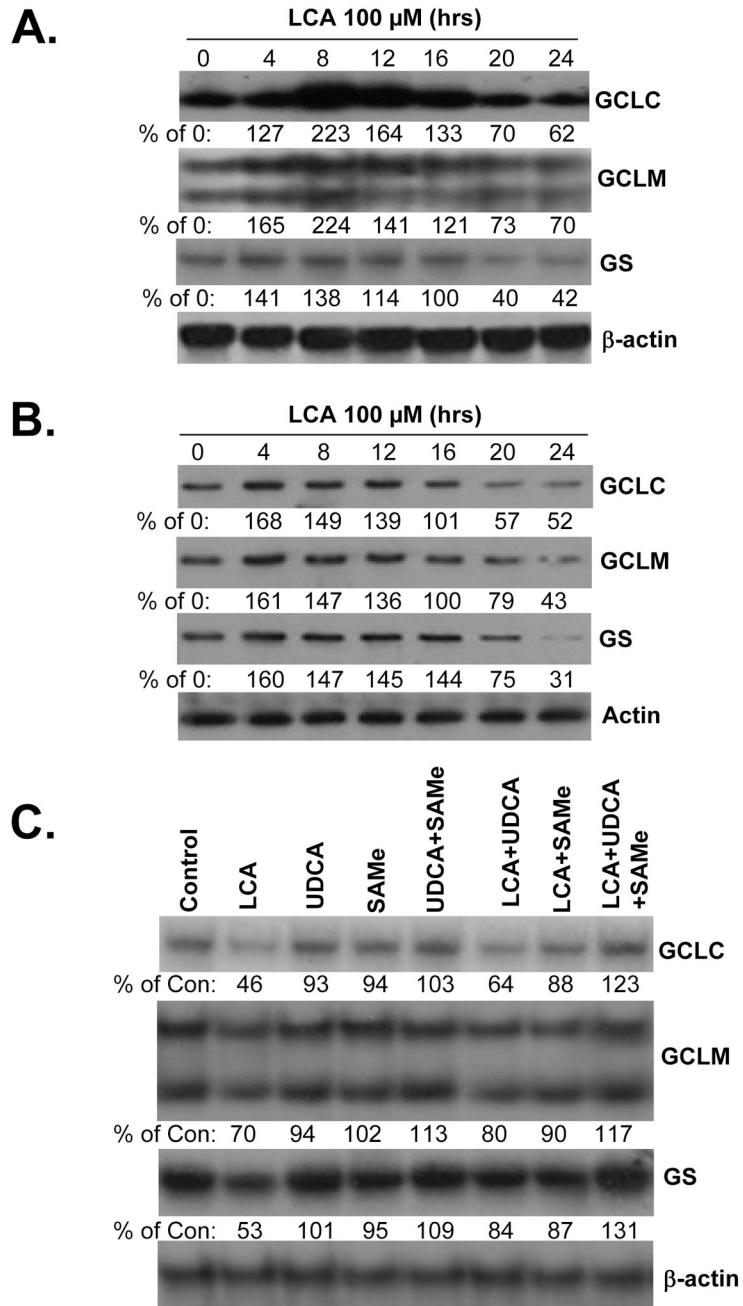 A.
LCA 100 µM (hrs)
0 4 8 12 16 20 24
GCLC
% of 0: 127 223 164 133 70 62
GCLM
% of 0: 165 224 141 121 73 70
GS
% of 0: 141 138 114 100 40 42
β-actin
B.
LCA 100 µM (hrs)
0 4 8 12 16 20 24
GCLC
% of 0: 168 149 139 101 57 52
GCLM
% of 0: 161 147 136 100 79 43
GS
% of 0: 160 147 145 144 75 31
Actin
C.
Control
LCA
UDCA
SAMe
UDCA+SAMe
LCA+UDCA
LCA+SAMe
LCA+UDCA
+SAMe
GCLC
% of Con: 46 93 94 103 64 88 123
GCLM
% of Con: 70 94 102 113 80 90 117
GS
% of Con: 53 101 95 109 84 87 131
β-actin